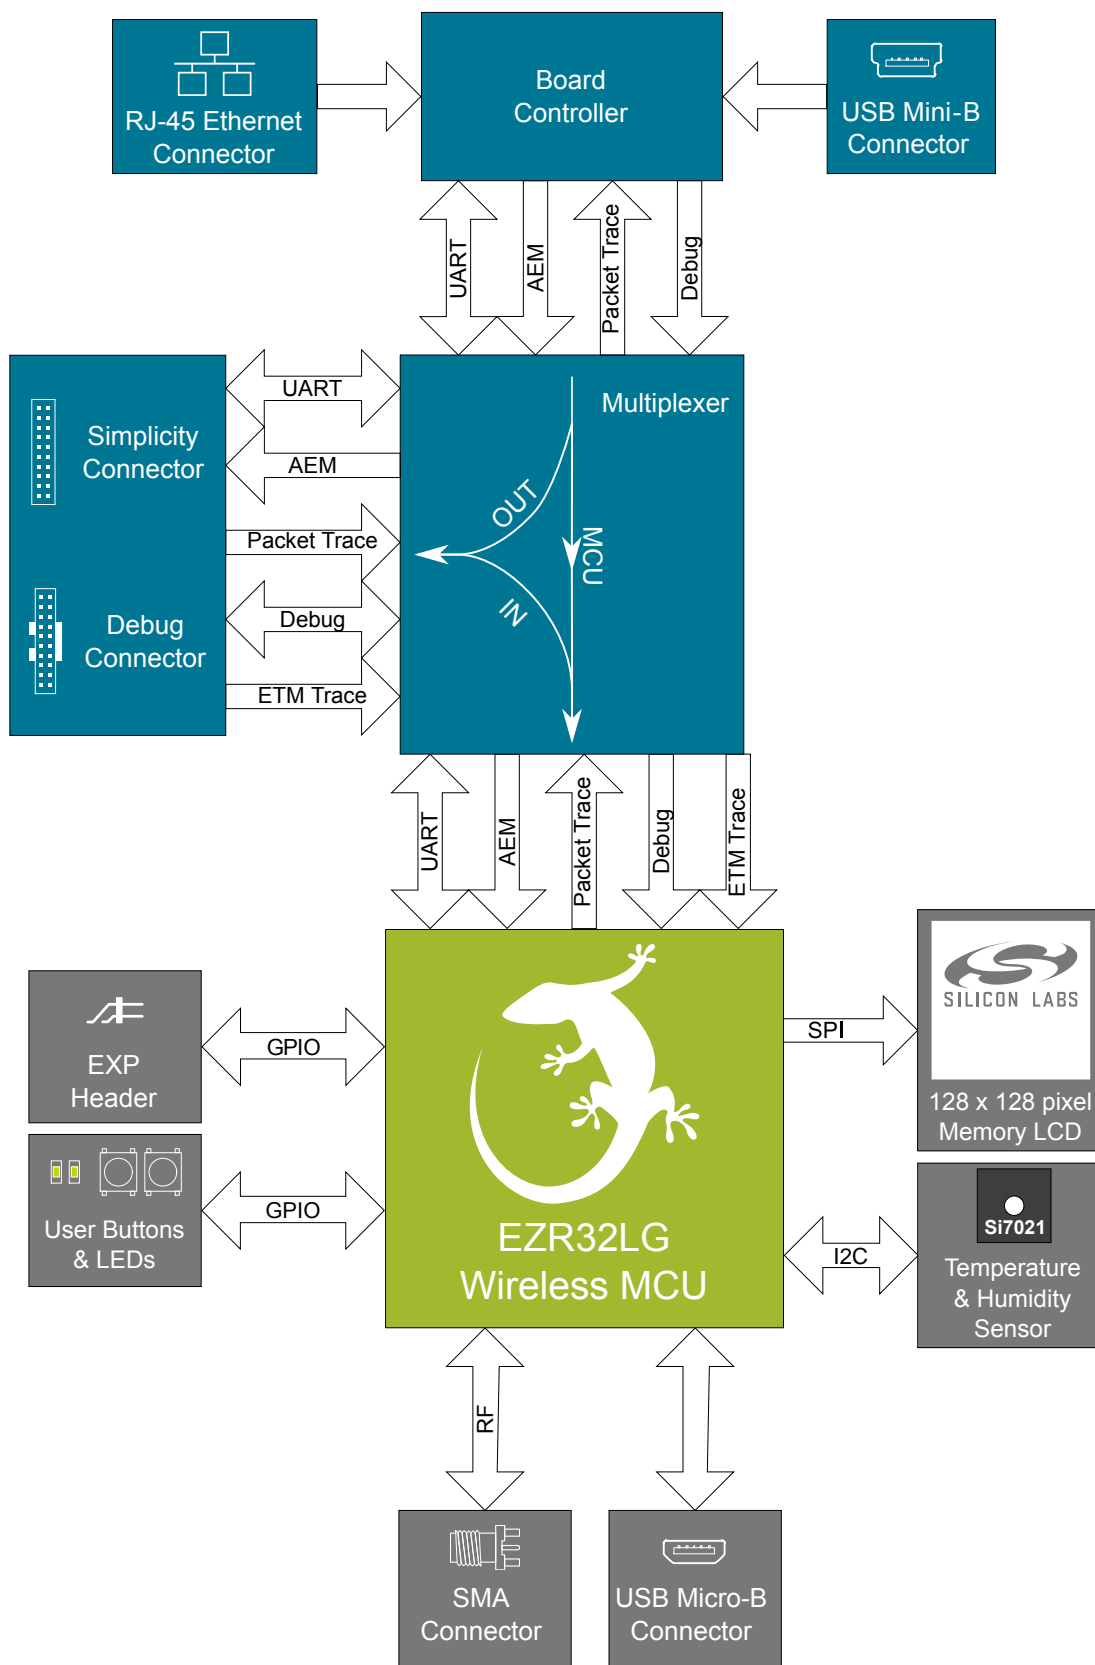 RJ-45 Ethernet
Connector
Board
Controller
USB Mini-B
Connector
UART
AEM
Packet Trace
Debug
Simplicity
Connector
Debug
Connector
UART
AEM
Packet Trace
Debug
ETM Trace
Multiplexer
OUT
MCU
IN
UART
AEM
Packet Trace
Debug
ETM Trace
EXP
Header
GPIO
User Buttons
& LEDs
GPIO
EZR32LG
Wireless MCU
SPI
SILICON LABS
128 x 128 pixel
Memory LCD
I2C
Si7021
Temperature
& Humidity
Sensor
RF
SMA
Connector
USB Micro-B
Connector